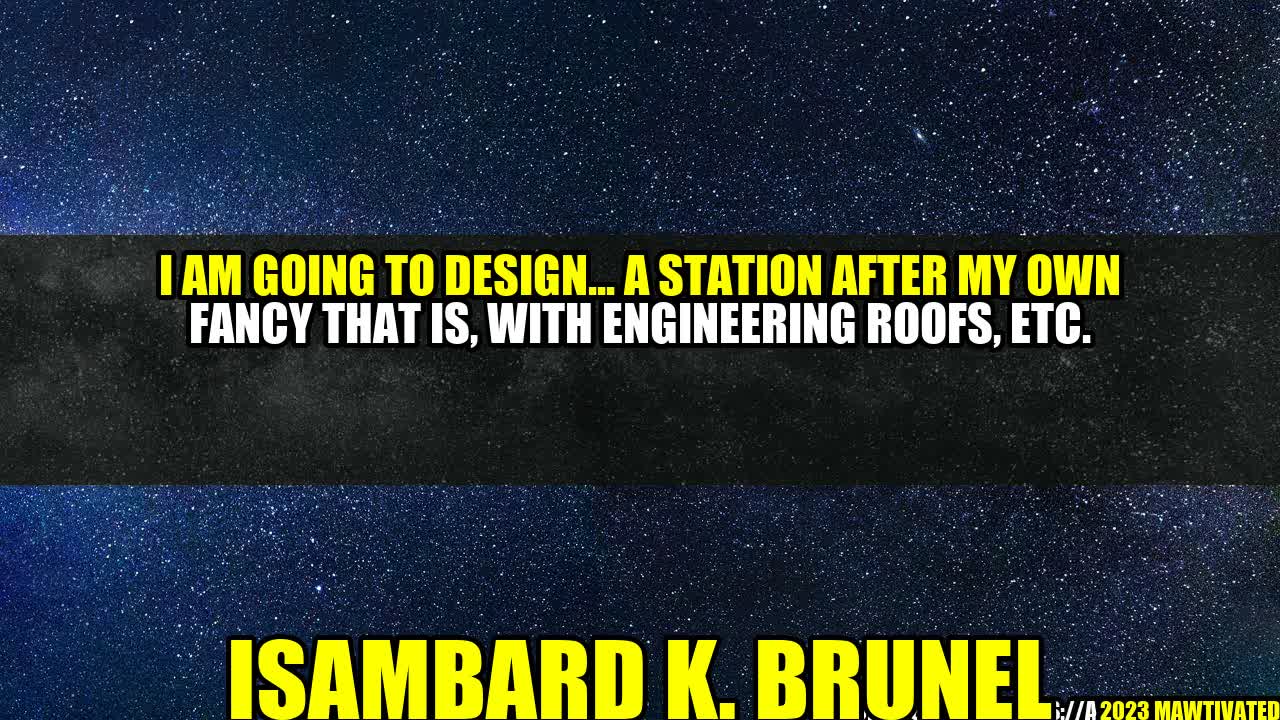 I AM GOING TO DESIGN... A STATION AFTER MY OWN
FANCY THAT IS, WITH ENGINEERING ROOFS, ETC.
ISAMBARD K. BRUNEL
2023 MAWTIVATED